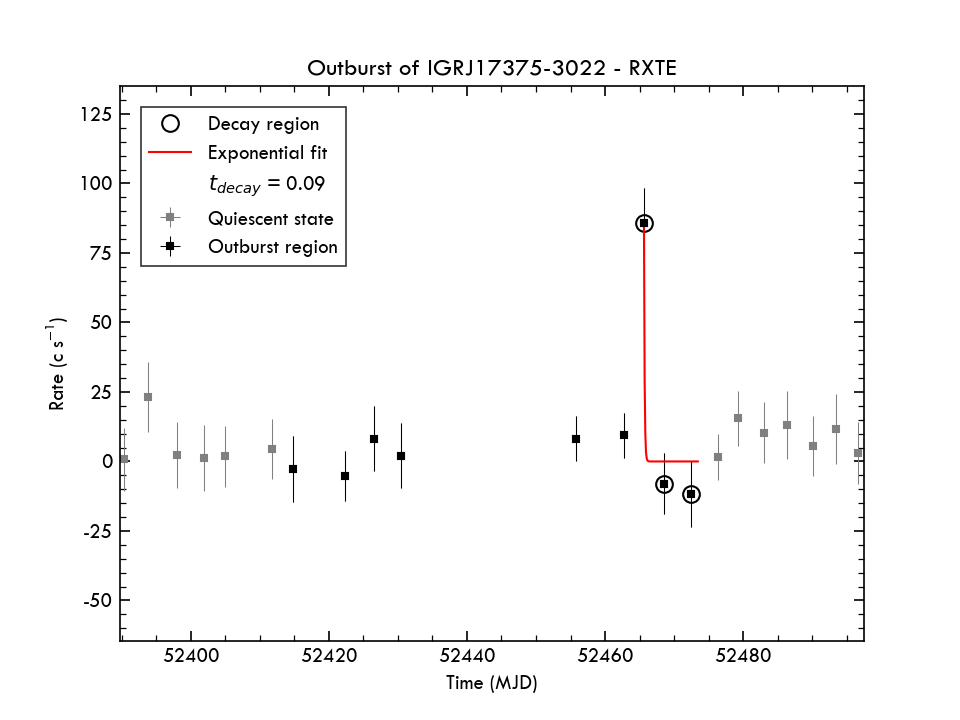 Outburst of IGRJ17375-3022 - RXTE
Decay region
Exponential fit
t_decay = 0.09
Quiescent state
Outburst region
125
100
75
50
25
0
-25
-50
Rate (c s⁻¹)
52400 52420 52440 52460 52480
Time (MJD)